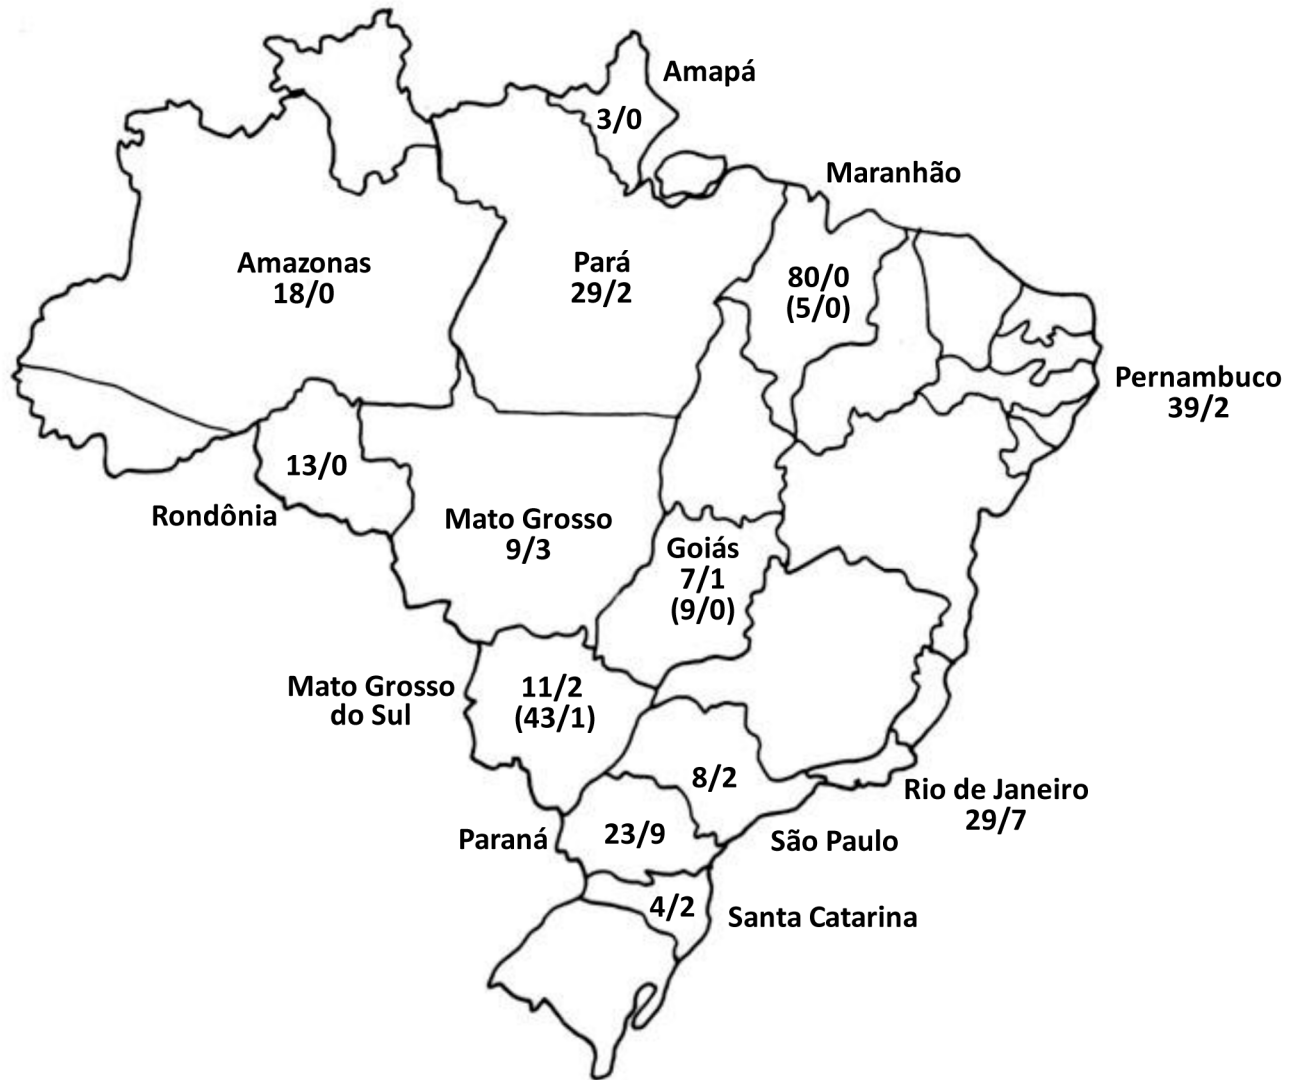 Amapá
3/0
Maranhão
80/0
(5/0)
Amazonas
18/0
Pará
29/2
Pernambuco
39/2
13/0
Rondônia
Mato Grosso
9/3
Goiás
7/1
(9/0)
Mato Grosso
do Sul
11/2
(43/1)
8/2
São Paulo
Rio de Janeiro
29/7
Paraná
23/9
4/2
Santa Catarina